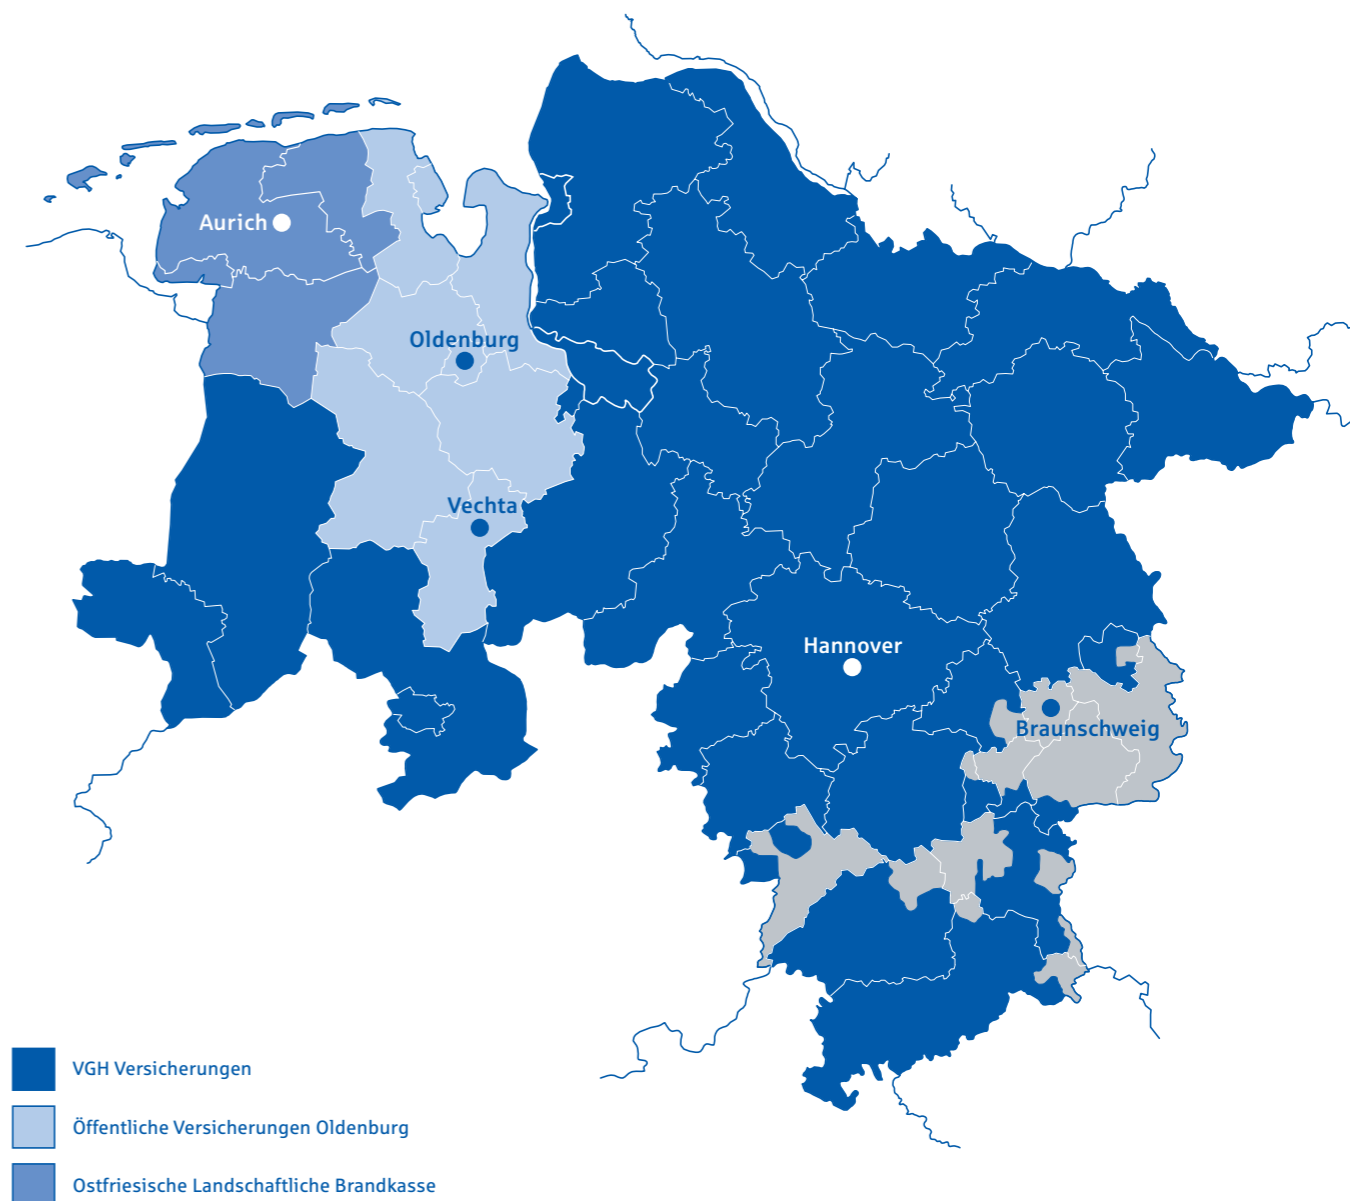 Aurich
Oldenburg
Vechta
Hannover
Braunschweig
VGH Versicherungen
Öffentliche Versicherungen Oldenburg
Ostfriesische Landschaftliche Brandkasse